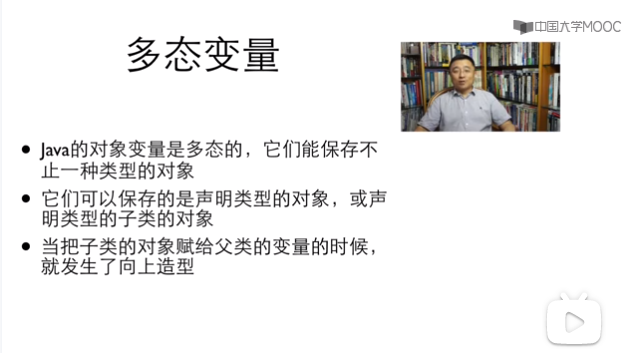 中国大学MOOC
多态变量
• Java的对象变量是多态的，它们能保存不
止一种类型的对象
• 它们可以保存的是声明类型的对象，或声
明类型的子类的对象
• 当把子类的对象赋给父类的变量的时候，
就发生了向上造型